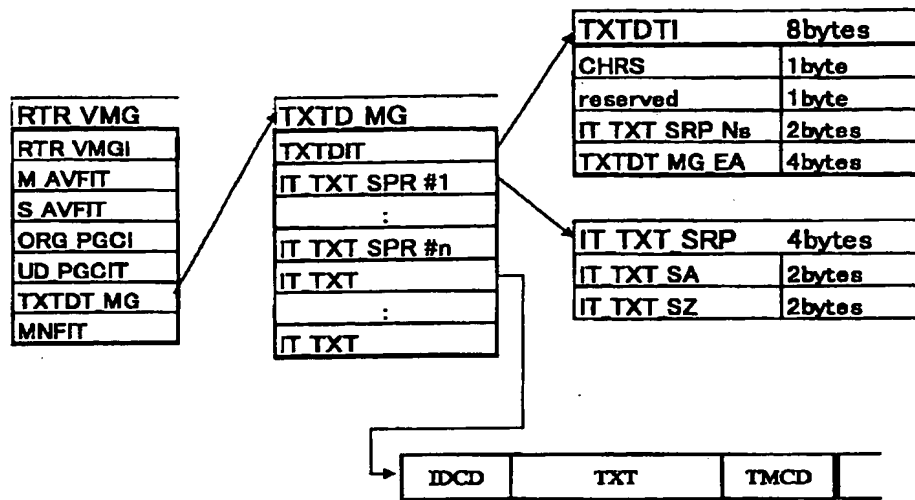 RTR VMG
RTR VMGI
M AVFIT
S AVFIT
ORG PGCI
UD PGCIT
TXTDT MG
MNFIT
TXTD MG
TXTDIT
IT TXT SPR #1
:
IT TXT SPR #n
IT TXT
:
IT TXT
TXTDTI 8bytes
CHRS 1byte
reserved 1byte
IT TXT SRP Ns 2bytes
TXTDT MG EA 4bytes
IT TXT SRP 4bytes
IT TXT SA 2bytes
IT TXT SZ 2bytes
IDCD TXT TMCD